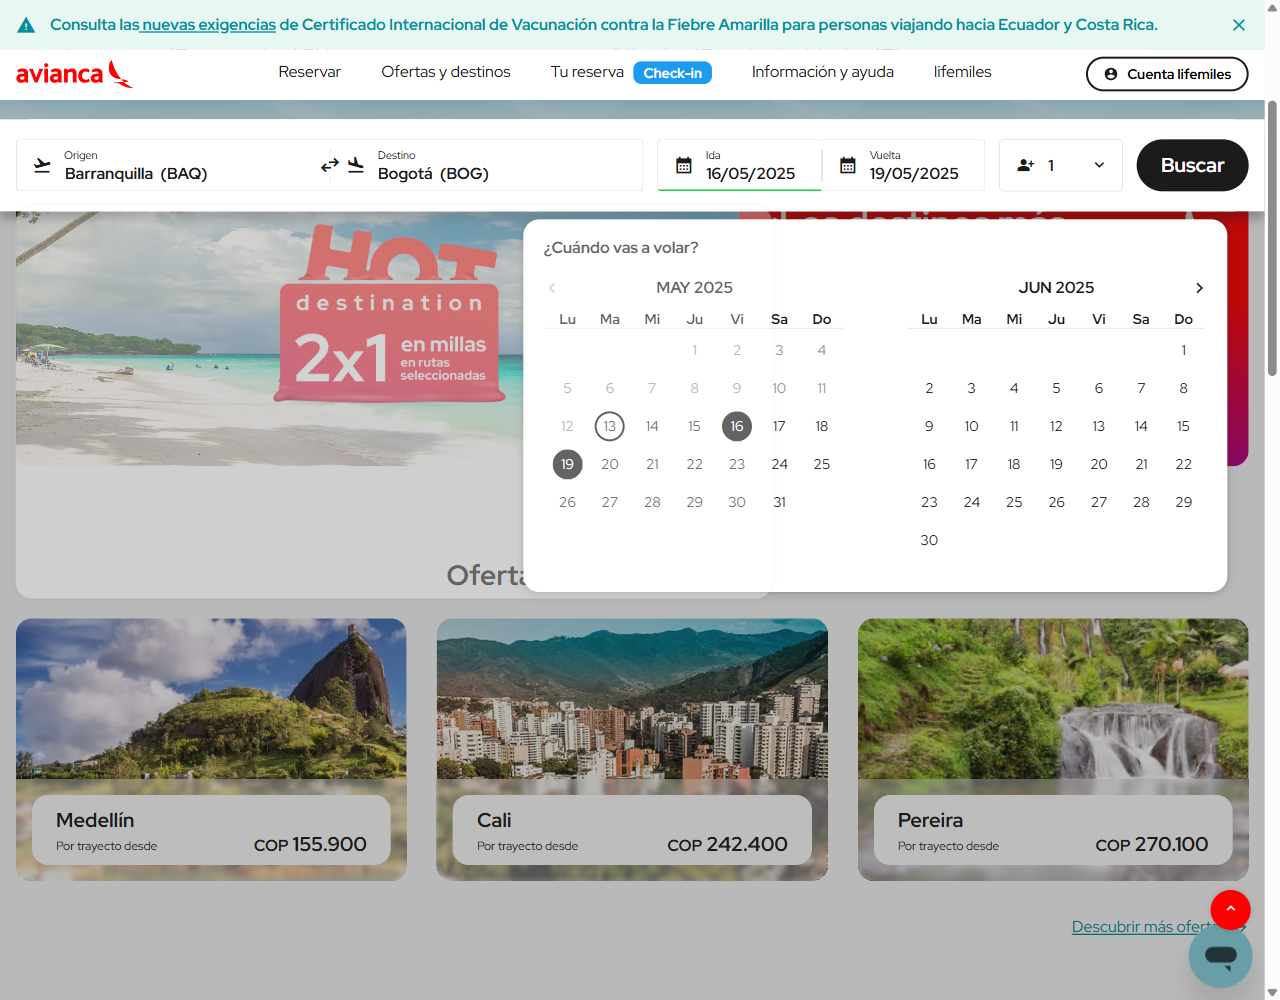 Consulta las nuevas exigencias de Certificado Internacional de Vacunación contra la Fiebre Amarilla para personas viajando hacia Ecuador y Costa Rica.
avianca
Reservar
Ofertas y destinos
Tu reserva
Check-in
Información y ayuda
lifemiles
Cuenta lifemiles
Origen
Barranquilla (BAQ)
Destino
Bogotá (BOG)
Ida
16/05/2025
Vuelta
19/05/2025
1
Buscar
HOT
destination
2x1 en millas
en rutas
seleccionadas
¿Cuándo vas a volar?
MAY 2025
Lu Ma Mi Ju Vi Sa Do
1 2 3 4
5 6 7 8 9 10 11
12 13 14 15 16 17 18
19 20 21 22 23 24 25
26 27 28 29 30 31
JUN 2025
Lu Ma Mi Ju Vi Sa Do
1
2 3 4 5 6 7 8
9 10 11 12 13 14 15
16 17 18 19 20 21 22
23 24 25 26 27 28 29
30
Medellín
Por trayecto desde
COP 155.900
Cali
Por trayecto desde
COP 242.400
Pereira
Por trayecto desde
COP 270.100
Descubrir más